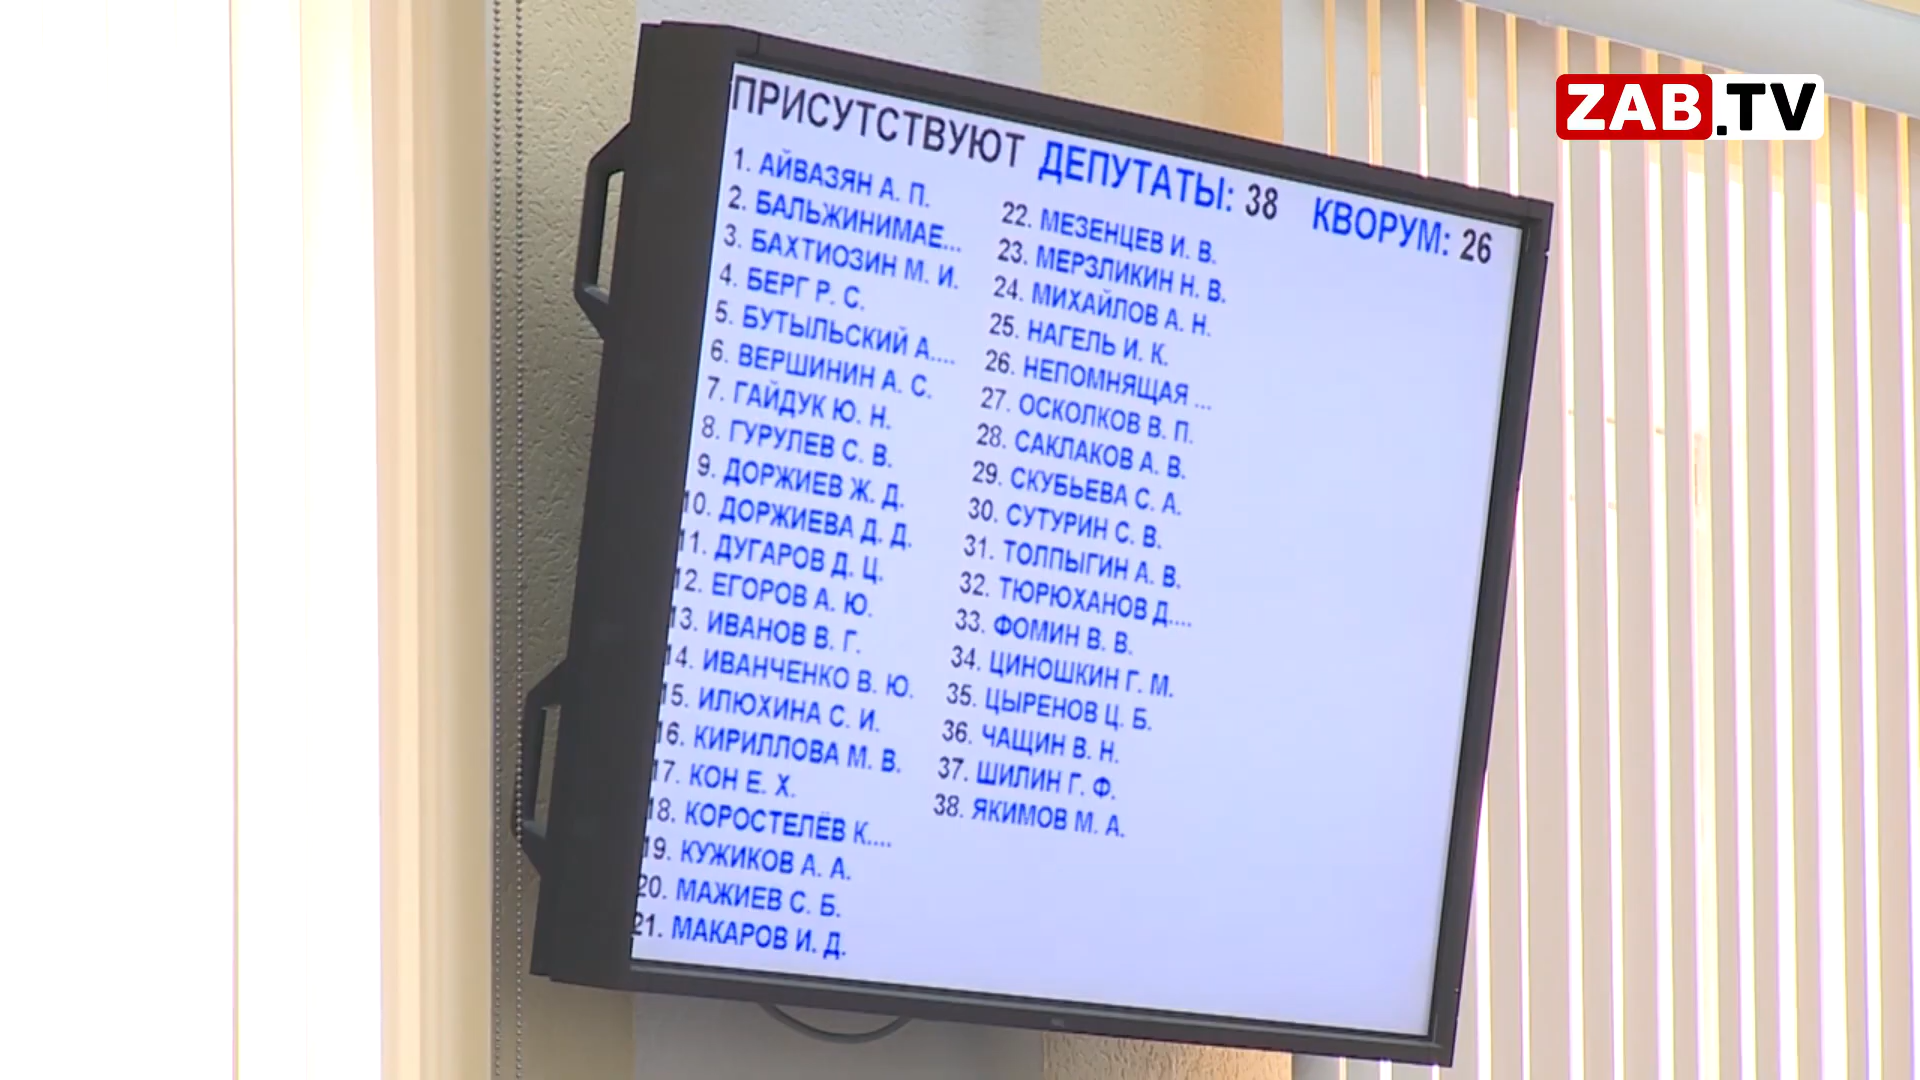 ZAB.TV
ПРИСУТСТВУЮТ ДЕПУТАТЫ: 38 КВОРУМ: 26
1. АЙВАЗЯН А. П.
2. БАЛЬЖИНИМАЕ...
3. БАХТИОЗИН М. И.
4. БЕРГ Р. С.
5. БУТЫЛЬСКИЙ А....
6. ВЕРШИНИН А. С.
7. ГАЙДУК Ю. Н.
8. ГУРУЛЕВ С. В.
9. ДОРЖИЕВ Ж. Д.
10. ДОРЖИЕВА Д. Д.
11. ДУГАРОВ Д. Ц.
12. ЕГОРОВ А. Ю.
13. ИВАНОВ В. Г.
14. ИВАНЧЕНКО В. Ю.
15. ИЛЮХИНА С. И.
16. КИРИЛЛОВА М. В.
17. КОН Е. Х.
18. КОРОСТЕЛЁВ К....
19. КУЖИКОВ А. А.
20. МАЖИЕВ С. Б.
21. МАКАРОВ И. Д.
22. МЕЗЕНЦЕВ И. В.
23. МЕРЗЛИКИН Н. В.
24. МИХАЙЛОВ А. Н.
25. НАГЕЛЬ И. К.
26. НЕПОМНЯЩАЯ ...
27. ОСКОЛКОВ В. П.
28. САКЛАКОВ А. В.
29. СКУБЬЕВА С. А.
30. СУТУРИН С. В.
31. ТОЛПЫГИН А. В.
32. ТЮРЮХАНОВ Д....
33. ФОМИН В. В.
34. ЦИНОШКИН Г. М.
35. ЦЫРЕНОВ Ц. Б.
36. ЧАЩИН В. Н.
37. ШИЛИН Г. Ф.
38. ЯКИМОВ М. А.